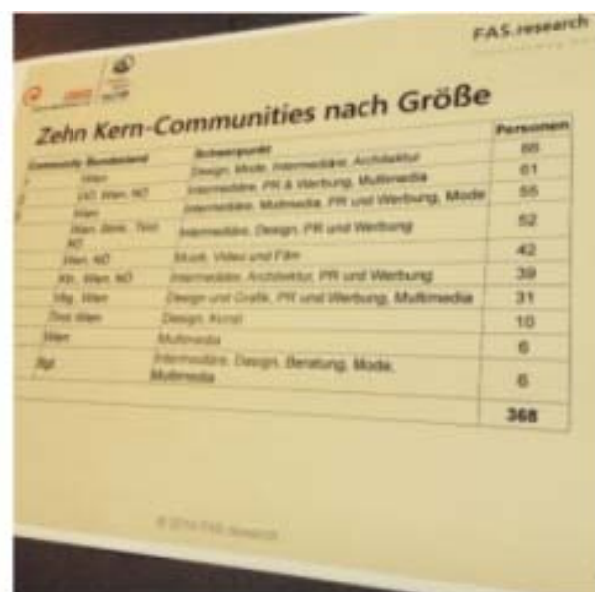 FAS.research
Zehn Kern-Communities nach Größe
Community Bundesland Schwerpunkt Personen
Wien Design, Mode, Intermediäre, Architektur
OÖ, Wien, NÖ Intermediäre, PR & Werbung, Multimedia 61
Wien Intermediäre, Multimedia, PR und Werbung, Mode 55
Wien, Tirol,
NÖ Intermediäre, Design, PR und Werbung 52
Wien, NÖ Musik, Video und Film 42
Ktn, Wien, NÖ Intermediäre, Architektur, PR und Werbung 39
Vbg, Wien Design und Grafik, PR und Werbung, Multimedia 31
Tirol, Wien Design, Kunst 10
Wien Multimedia 6
Bgl Intermediäre, Design, Beratung, Mode,
Multimedia 6
368
© 2014 FAS.research